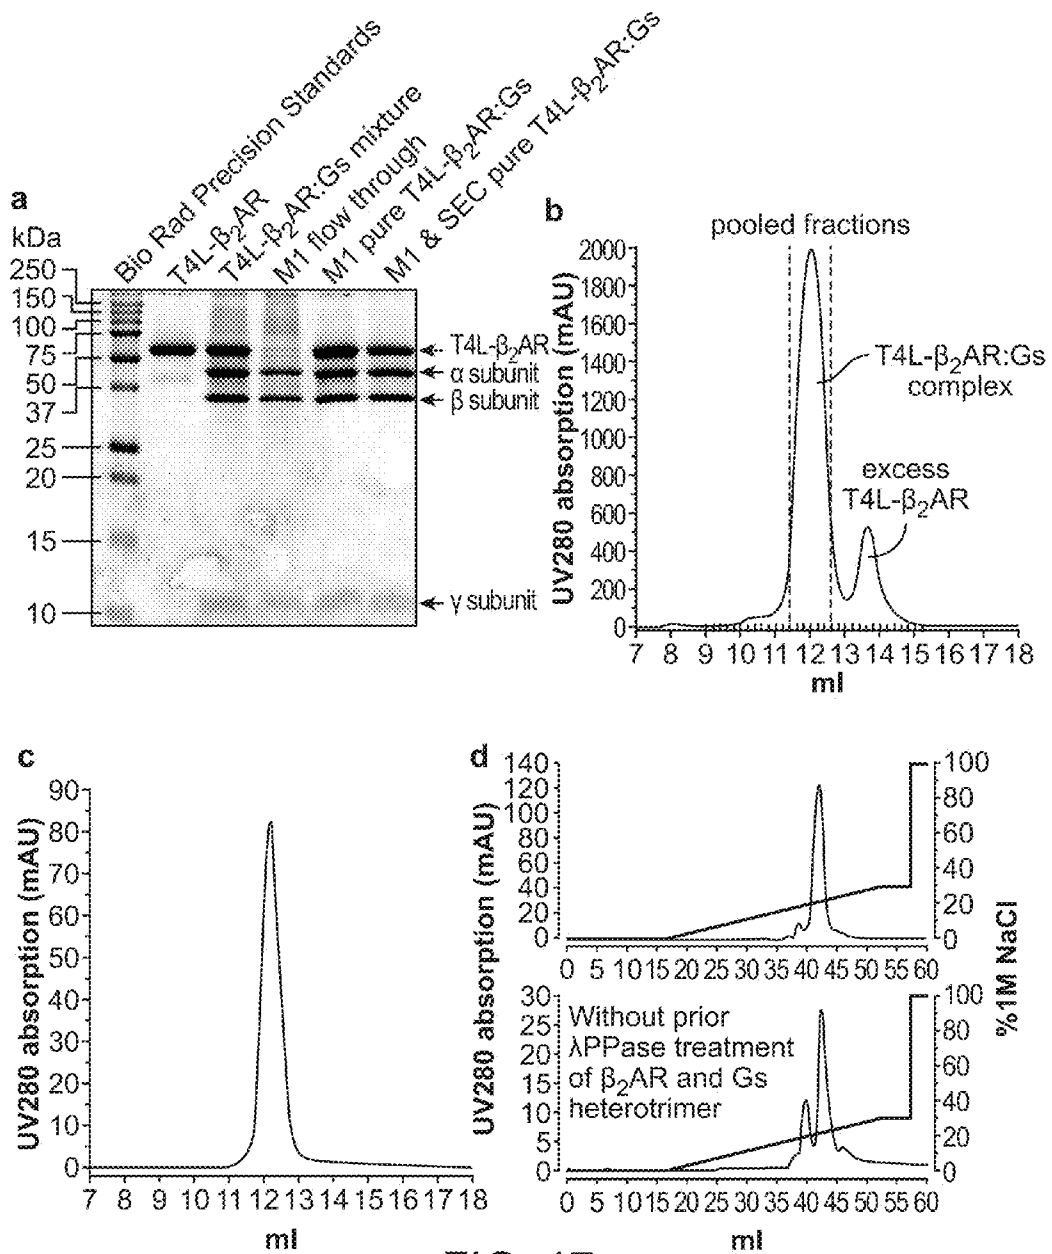 a
kDa
Bio Rad Precision Standards
T4L-β₂AR
T4L-β₂AR:Gs mixture
M1 flow through
M1 pure T4L-β₂AR:Gs
M1 & SEC pure T4L-β₂AR:Gs
250
150
100
75
50
37
25
20
15
10
T4L-β₂AR
α subunit
β subunit
γ subunit
b
pooled fractions
UV280 absorption (mAU)
2000
1800
1600
1400
1200
1000
800
600
400
200
0
T4L-β₂AR:Gs
complex
excess
T4L-β₂AR
7 8 9 10 11 12 13 14 15 16 17 18
ml
c
UV280 absorption (mAU)
90
80
70
60
50
40
30
20
10
0
7 8 9 10 11 12 13 14 15 16 17 18
ml
d
UV280 absorption (mAU)
140
120
100
80
60
40
20
0
100
80
60
40
20
0
0 5 10 15 20 25 30 35 40 45 50 55 60
%1M NaCl
UV280 absorption (mAU)
30
25
20
15
10
5
0
Without prior
λPPase treatment
of β₂AR and Gs
heterotrimer
100
80
60
40
20
0
0 5 10 15 20 25 30 35 40 45 50 55 60
ml